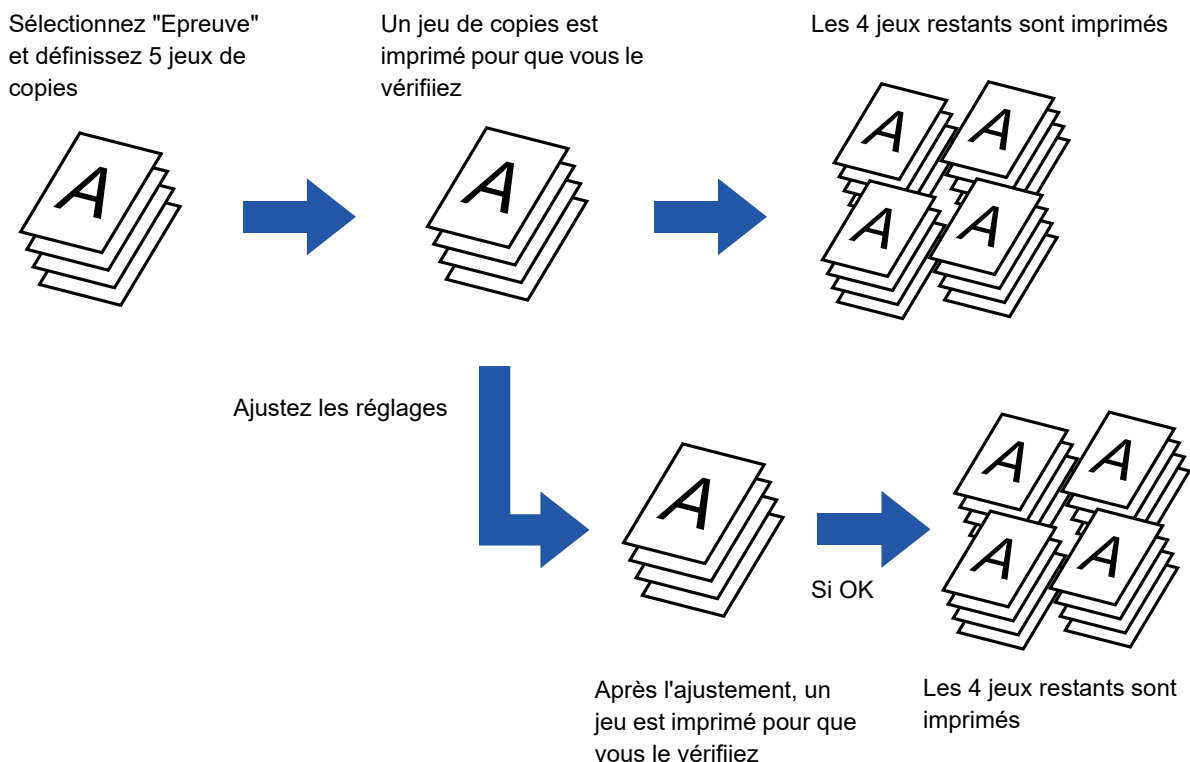 Sélectionnez "Epreuve"
et définissez 5 jeux de
copies
Un jeu de copies est
imprimé pour que vous le
vérifiiez
Les 4 jeux restants sont imprimés
A
A
A
A
A
A
Ajustez les réglages
A
Si OK
A
A
A
A
Après l'ajustement, un
jeu est imprimé pour que
vous le vérifiiez
Les 4 jeux restants sont
imprimés